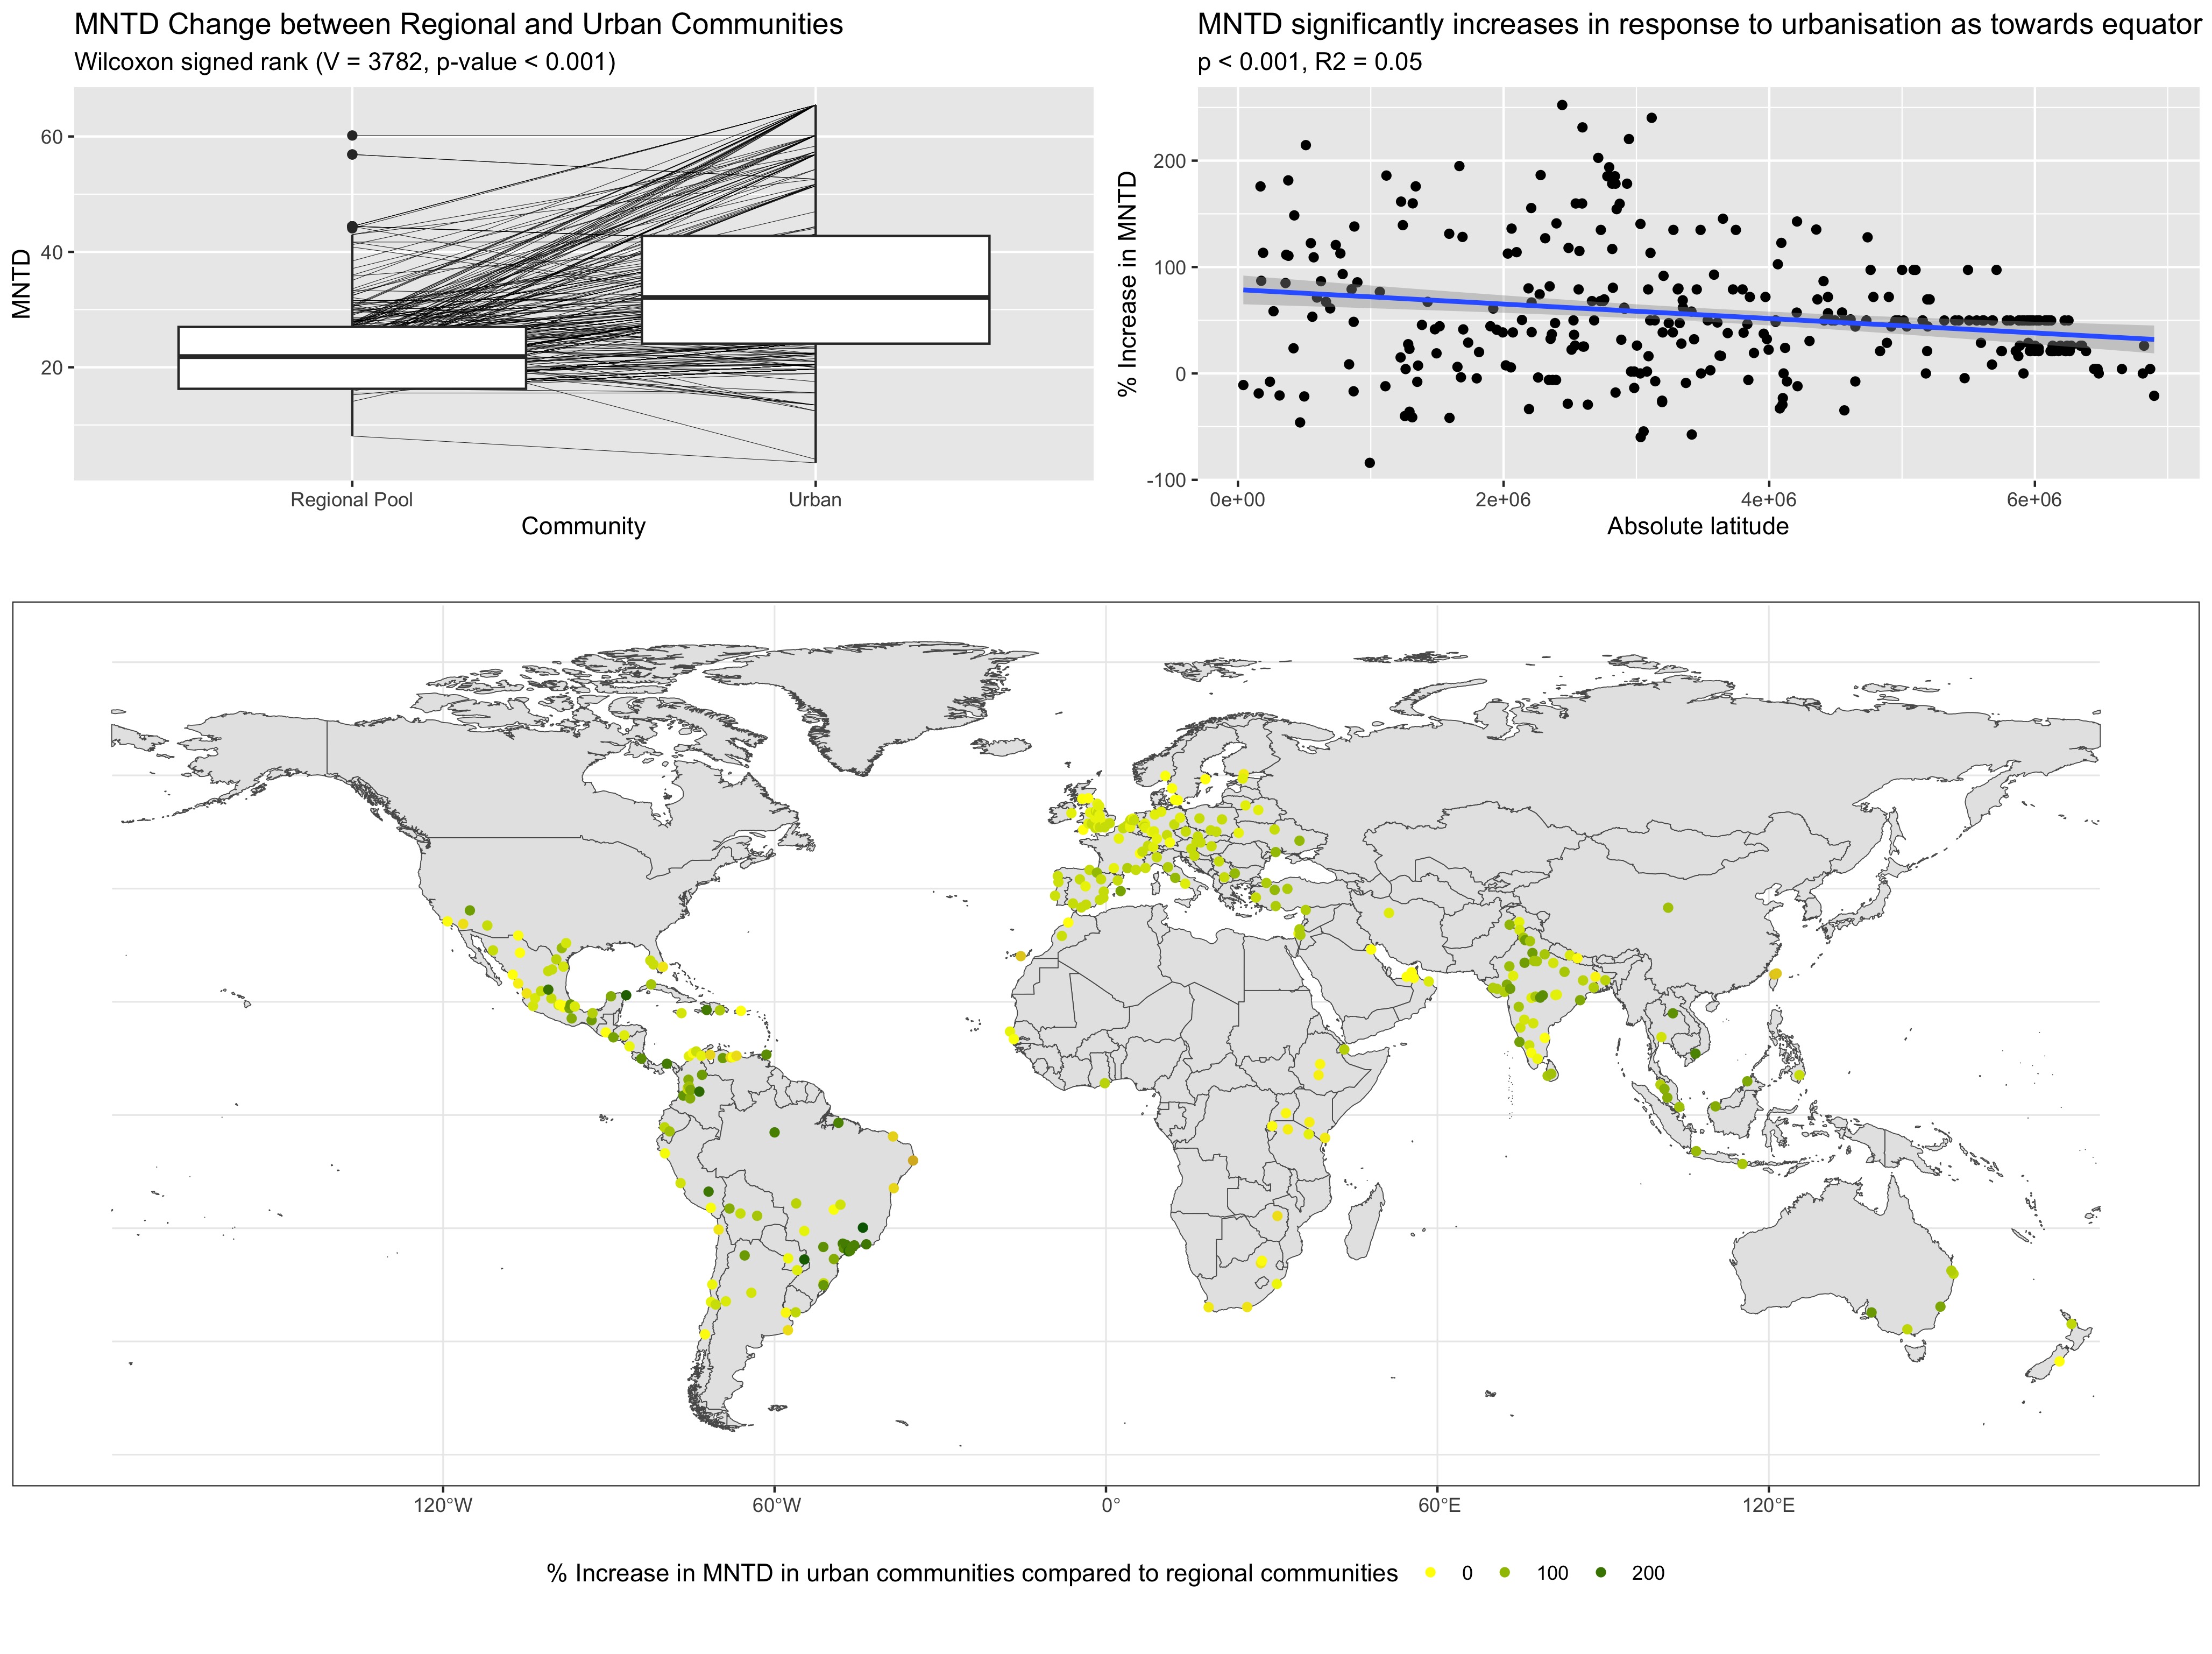 MNTD Change between Regional and Urban Communities
Wilcoxon signed rank (V = 3782, p-value < 0.001)
60
40
20
MNTD
Regional Pool
Urban
Community
MNTD significantly increases in response to urbanisation as towards equator
p < 0.001, R2 = 0.05
200
100
0
-100
% Increase in MNTD
0e+00
2e+06
4e+06
6e+06
Absolute latitude
120°W
60°W
0°
60°E
120°E
% Increase in MNTD in urban communities compared to regional communities
0
100
200